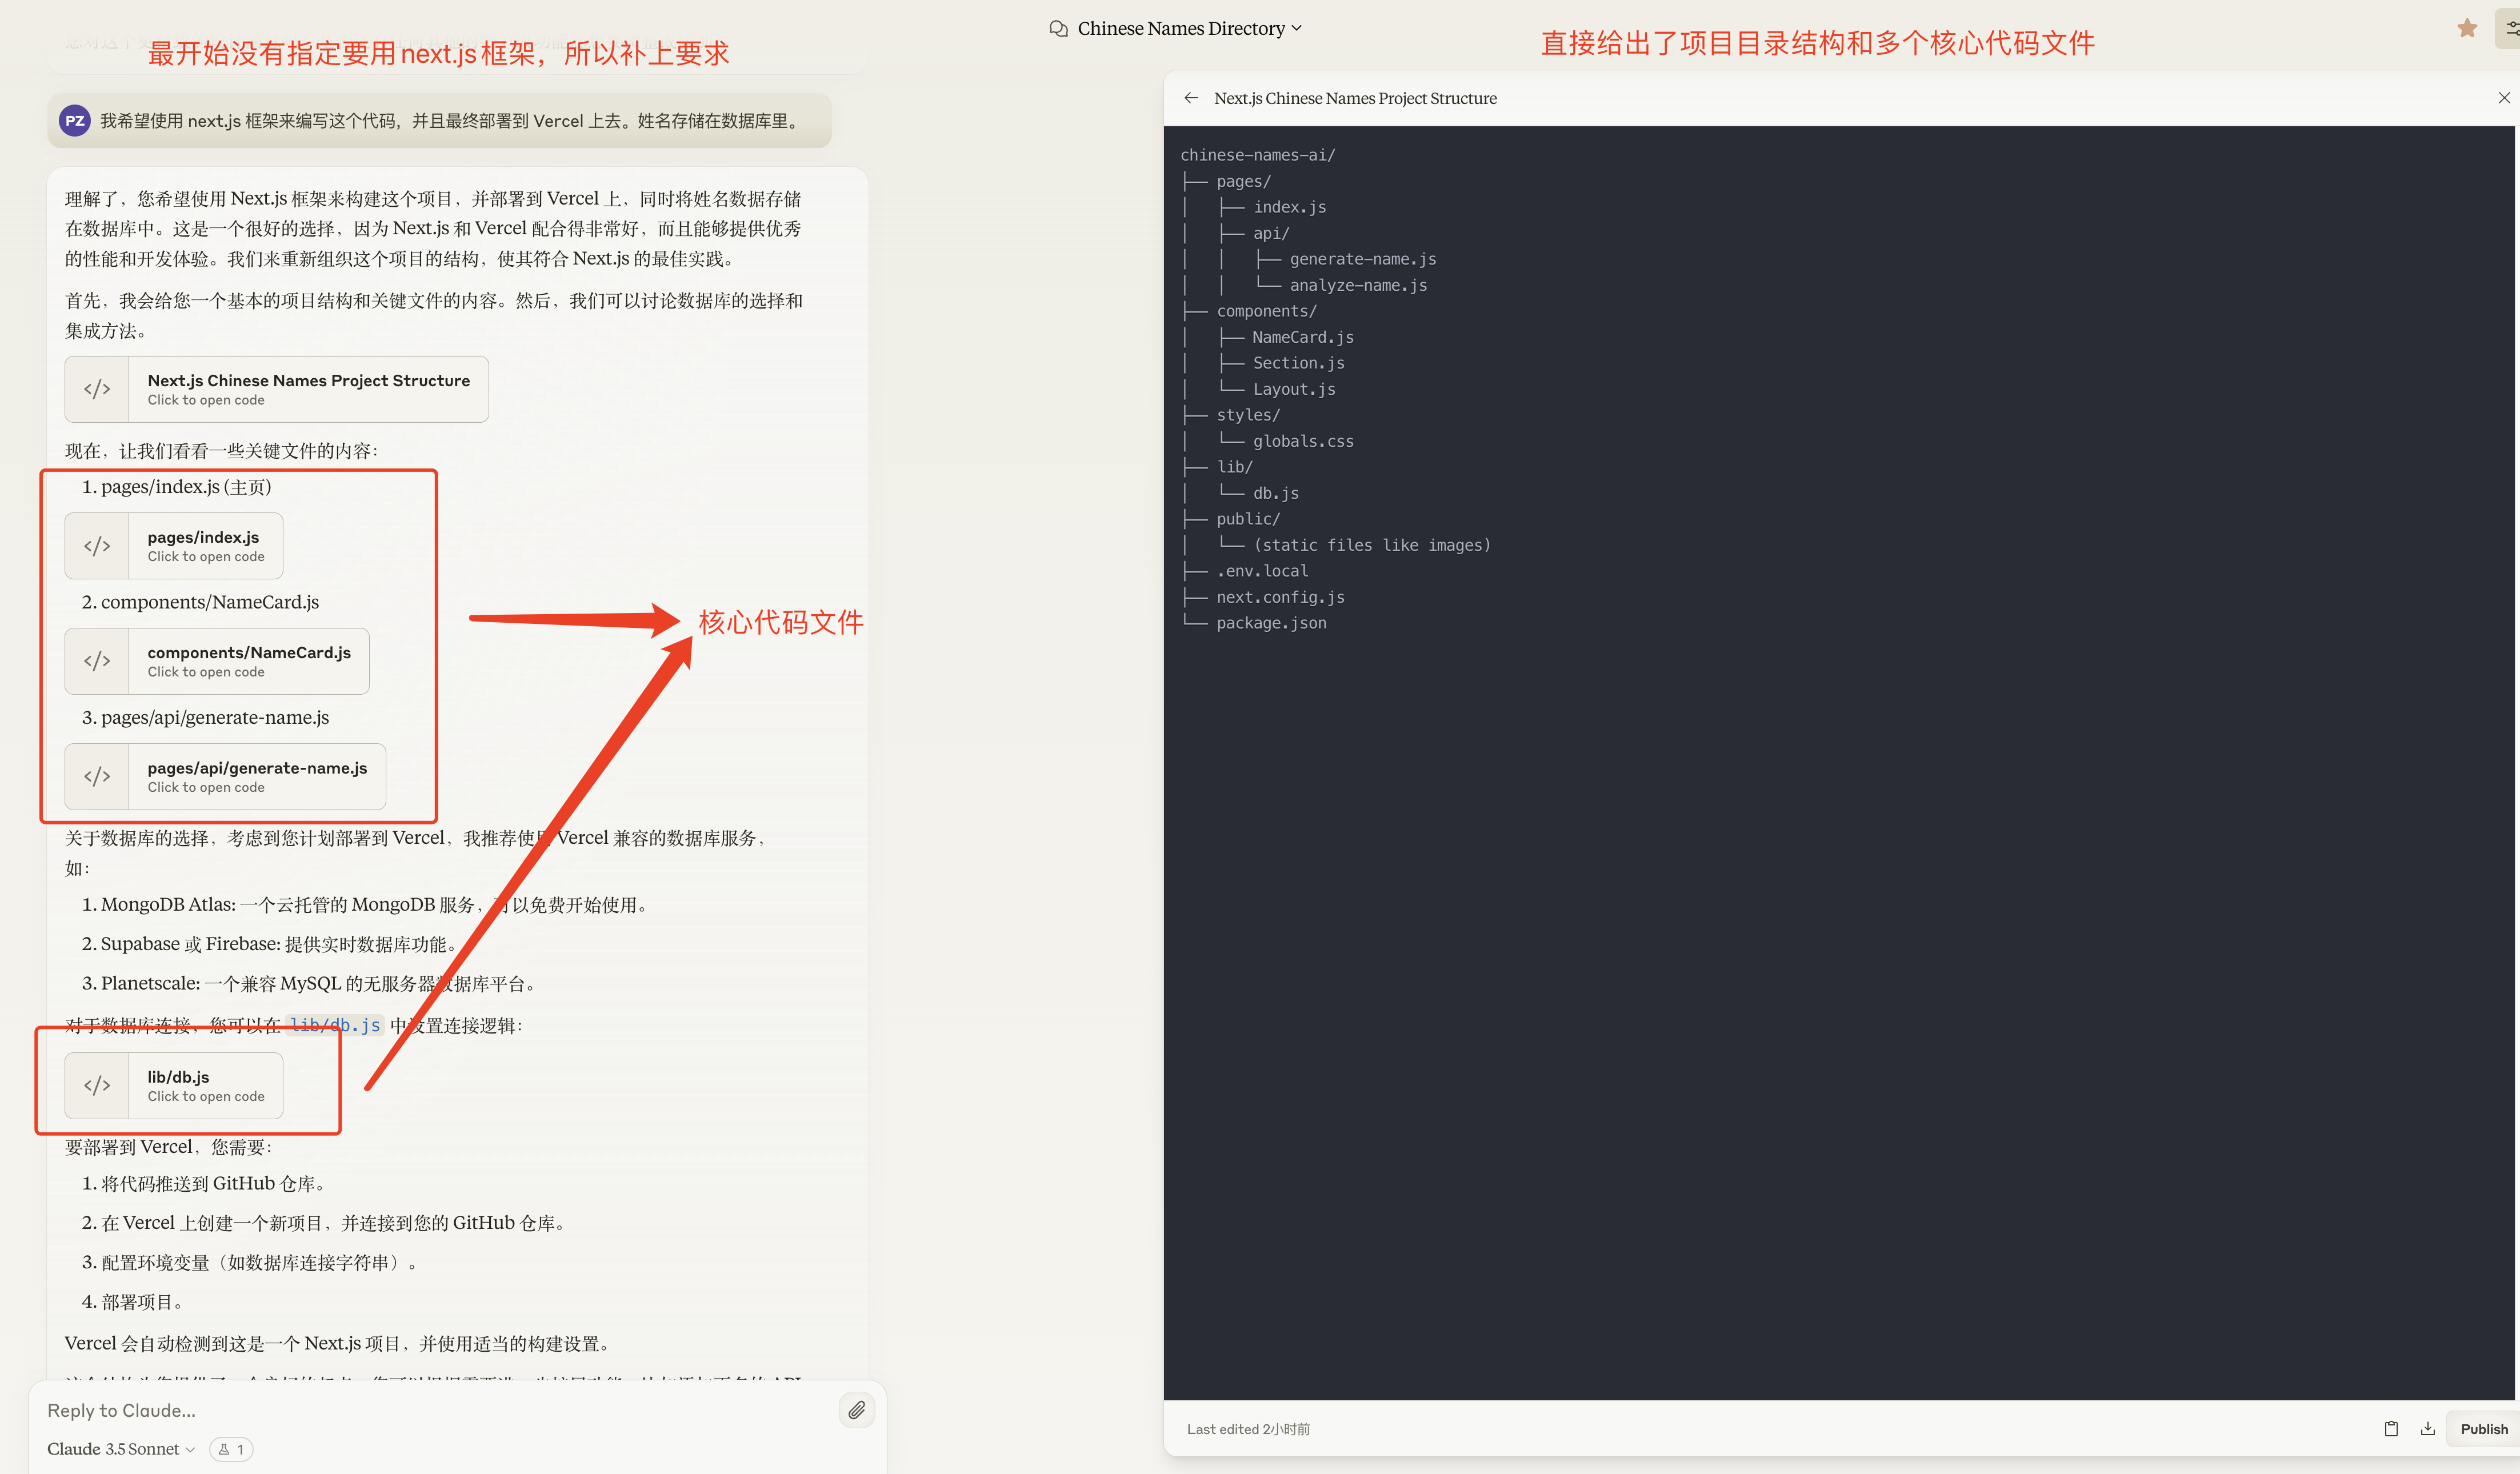 最开始没有指定要用next.js框架，所以补上要求
Chinese Names Directory
直接给出了项目目录结构和多个核心代码文件
PZ
我希望使用 next.js 框架来编写这个代码，并且最终部署到 Vercel 上去。姓名存储在数据库里。
理解了，您希望使用 Next.js 框架来构建这个项目，并部署到 Vercel 上，同时将姓名数据存储
在数据库中。这是一个很好的选择，因为 Next.js 和 Vercel 配合得非常好，而且能够提供优秀
的性能和开发体验。我们来重新组织这个项目的结构，使其符合 Next.js 的最佳实践。
首先，我会给您一个基本的项目结构和关键文件的内容。然后，我们可以讨论数据库的选择和
集成方法。
</>
Next.js Chinese Names Project Structure
Click to open code
现在，让我们看看一些关键文件的内容：
1. pages/index.js (主页)
</>
pages/index.js
Click to open code
2. components/NameCard.js
</>
components/NameCard.js
Click to open code
3. pages/api/generate-name.js
</>
pages/api/generate-name.js
Click to open code
核心代码文件
关于数据库的选择，考虑到您计划部署到 Vercel，我推荐使用 Vercel 兼容的数据库服务，
如：
1. MongoDB Atlas: 一个云托管的 MongoDB 服务，可以免费开始使用。
2. Supabase 或 Firebase: 提供实时数据库功能。
3. Planetscale: 一个兼容 MySQL 的无服务器数据库平台。
对于数据库连接，您可以在 lib/db.js 中设置连接逻辑：
</>
lib/db.js
Click to open code
要部署到 Vercel，您需要：
1. 将代码推送到 GitHub 仓库。
2. 在 Vercel 上创建一个新项目，并连接到您的 GitHub 仓库。
3. 配置环境变量（如数据库连接字符串）。
4. 部署项目。
Vercel 会自动检测到这是一个 Next.js 项目，并使用适当的构建设置。
Reply to Claude...
Claude 3.5 Sonnet
1
Next.js Chinese Names Project Structure
chinese-names-ai/
├── pages/
│   ├── index.js
│   ├── api/
│   │   ├── generate-name.js
│   │   └── analyze-name.js
├── components/
│   ├── NameCard.js
│   ├── Section.js
│   └── Layout.js
├── styles/
│   └── globals.css
├── lib/
│   └── db.js
├── public/
│   └── (static files like images)
├── .env.local
├── next.config.js
└── package.json
Last edited 2小时前
Publish